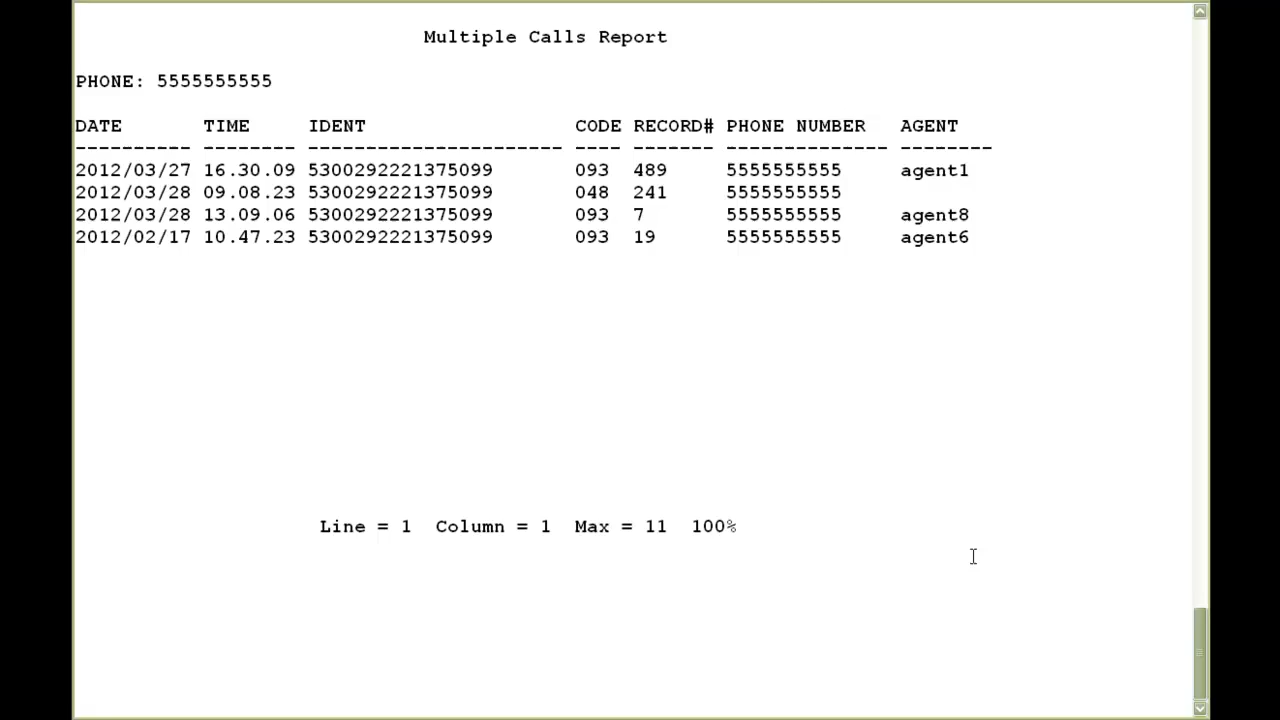 Multiple Calls Report
PHONE: 5555555555
DATE TIME IDENT CODE RECORD# PHONE NUMBER AGENT
---------- -------- ---------------------- ---- ------- -------------- --------
2012/03/27 16.30.09 5300292221375099 093 489 5555555555 agent1
2012/03/28 09.08.23 5300292221375099 048 241 5555555555
2012/03/28 13.09.06 5300292221375099 093 7 5555555555 agent8
2012/02/17 10.47.23 5300292221375099 093 19 5555555555 agent6
Line = 1 Column = 1 Max = 11 100%